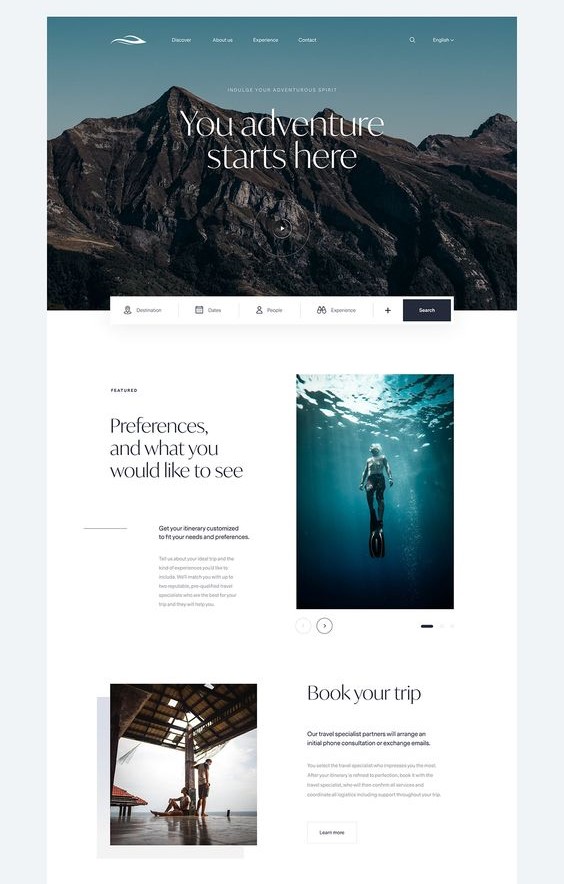 Discover About us Experience Contact English
INDULGE YOUR ADVENTUROUS SPIRIT
You adventure
starts here
Destination Dates People Experience + Search
FEATURED
Preferences,
and what you
would like to see
Get your itinerary customized
to fit your needs and preferences.
Tell us about your ideal trip and the
kind of experiences you'd like to
include. We'll match you with up to
two reputable, pre-qualified travel
specialists who are the best for your
trip and they will help you.
Book your trip
Our travel specialist partners will arrange an
initial phone consultation or exchange emails.
You select the travel specialist who impresses you the most.
After your itinerary is refined to perfection, book it with the
travel specialist, who will then confirm all services and
coordinate all logistics including support throughout your trip.
Learn more